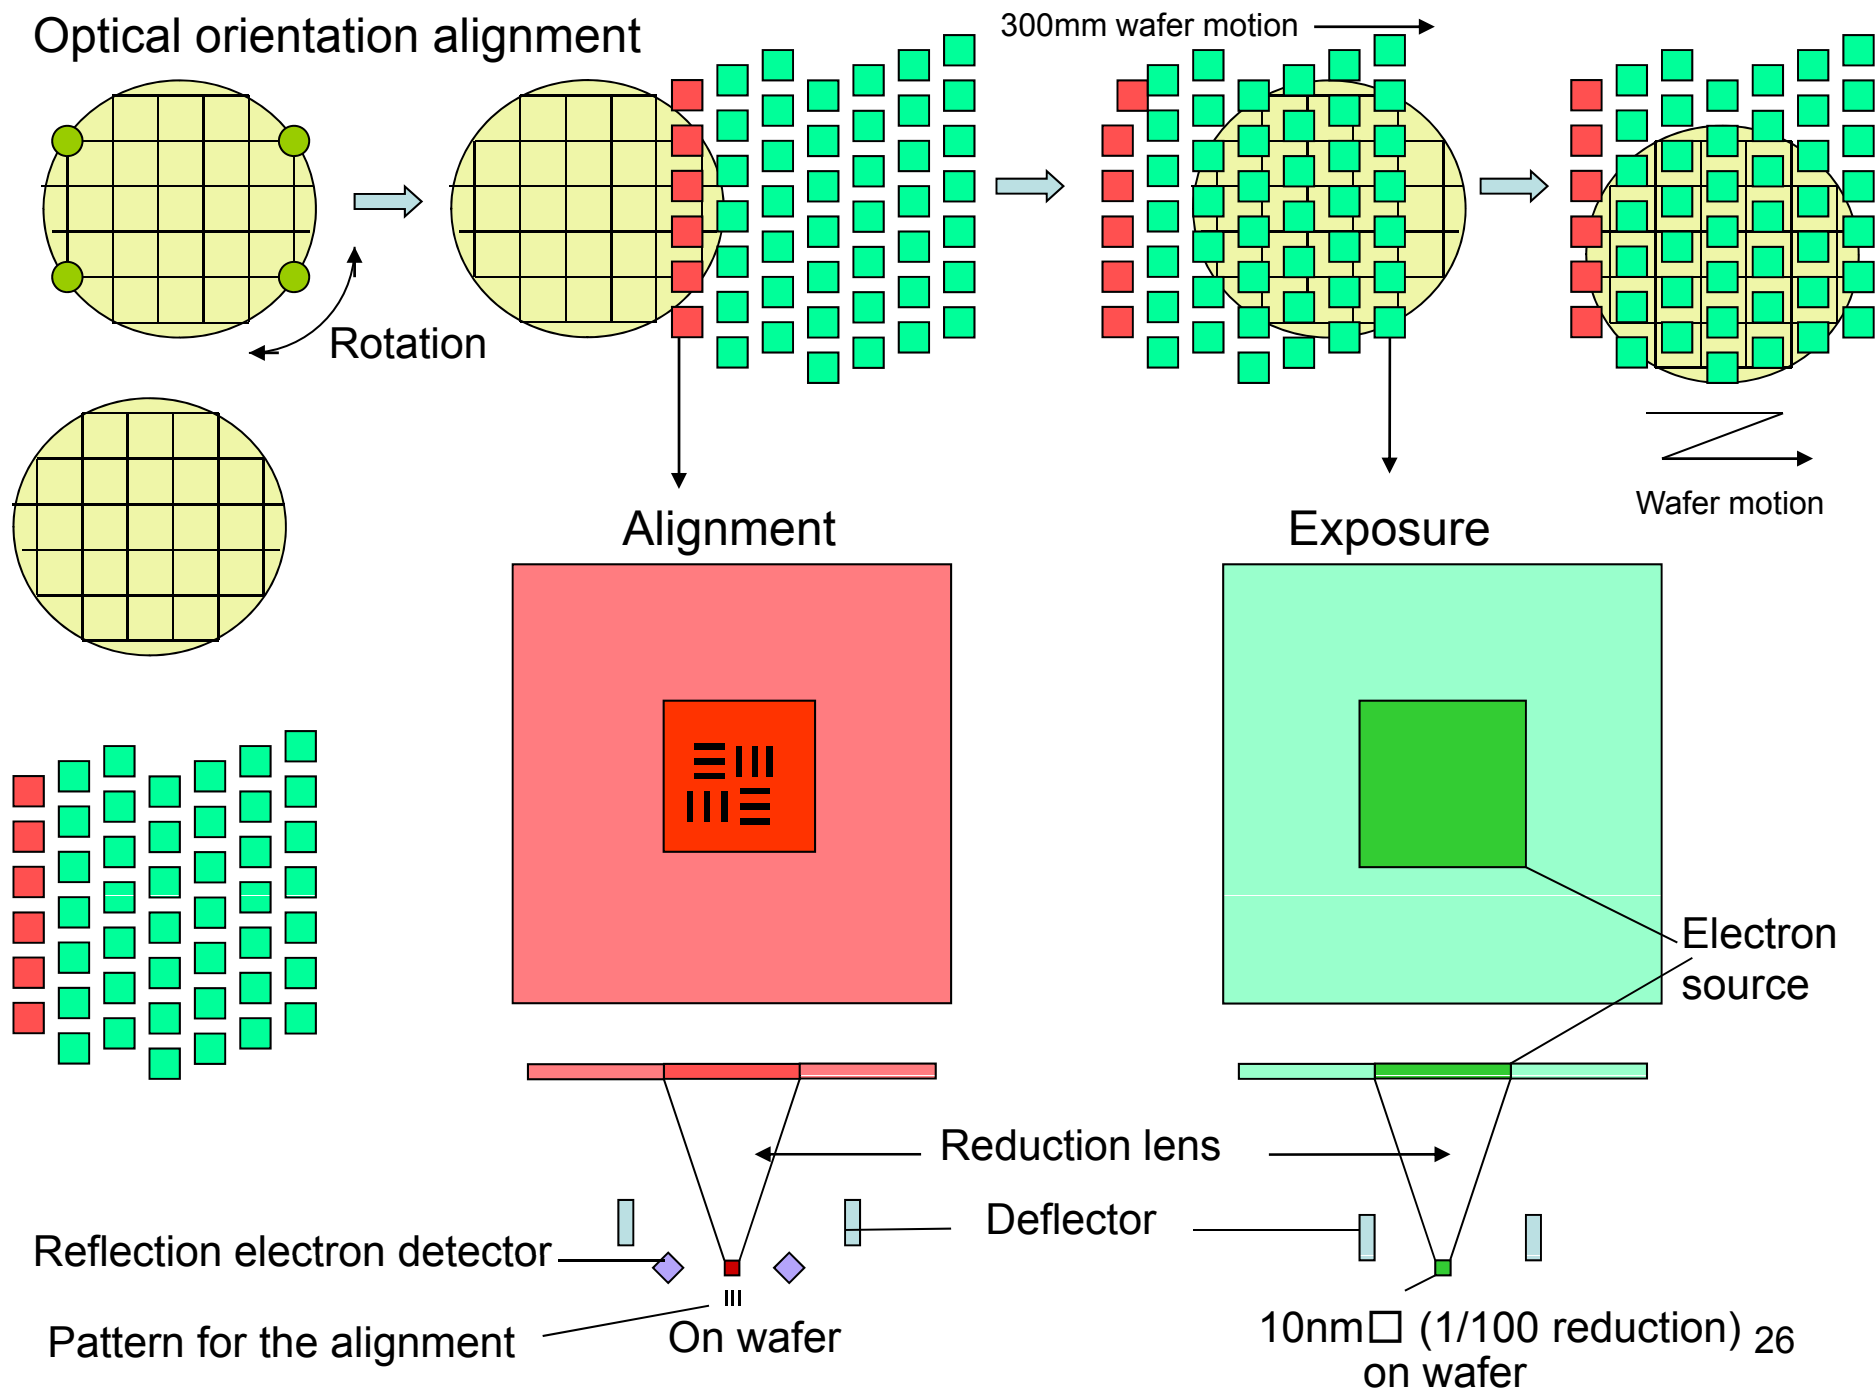 Optical orientation alignment
300mm wafer motion
Rotation
Wafer motion
Alignment
Exposure
Electron
source
Reduction lens
Deflector
Reflection electron detector
Pattern for the alignment
On wafer
10nm□ (1/100 reduction)
on wafer
26